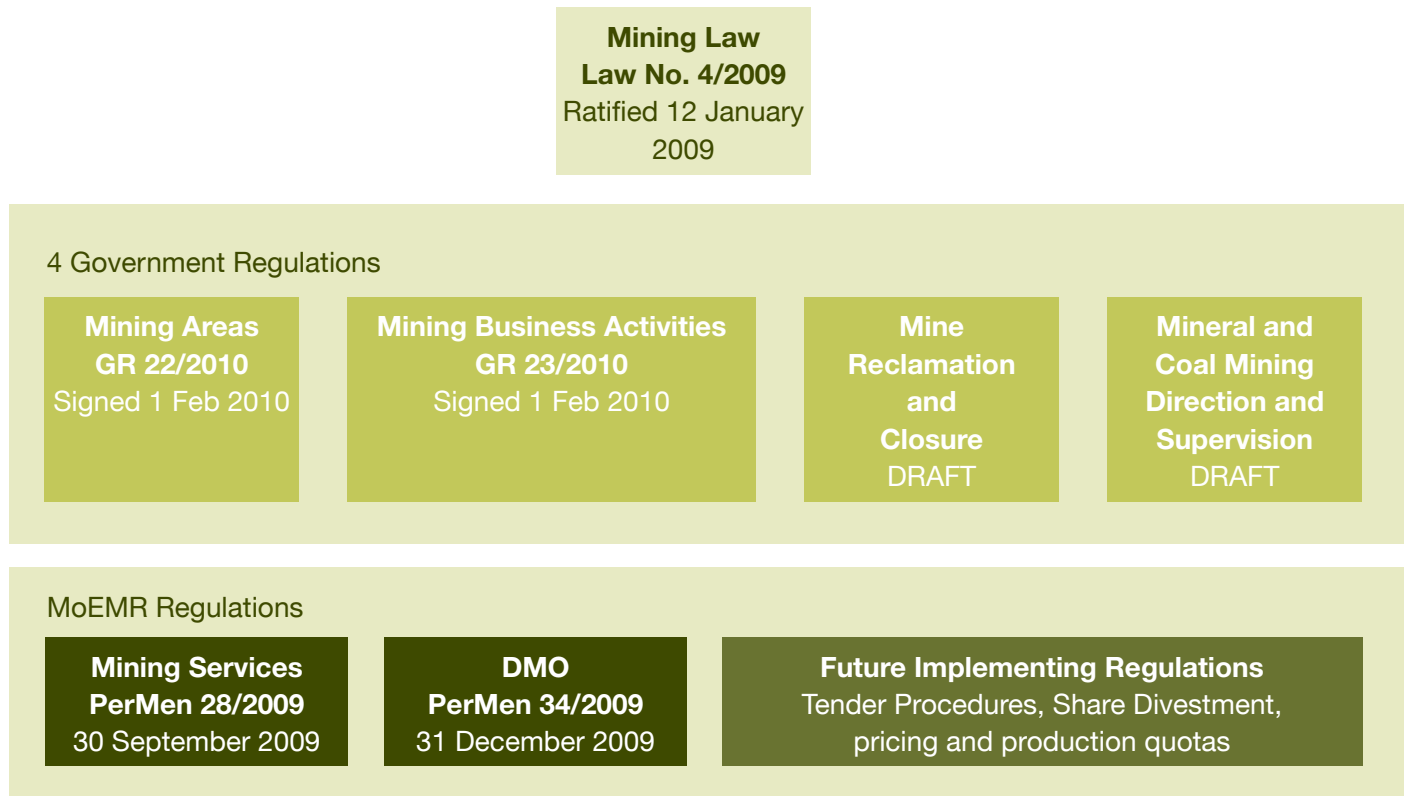 Mining Law
Law No. 4/2009
Ratified 12 January
2009
4 Government Regulations
Mining Areas
GR 22/2010
Signed 1 Feb 2010
Mining Business Activities
GR 23/2010
Signed 1 Feb 2010
Mine
Reclamation
and
Closure
DRAFT
Mineral and
Coal Mining
Direction and
Supervision
DRAFT
MoEMR Regulations
Mining Services
PerMen 28/2009
30 September 2009
DMO
PerMen 34/2009
31 December 2009
Future Implementing Regulations
Tender Procedures, Share Divestment,
pricing and production quotas